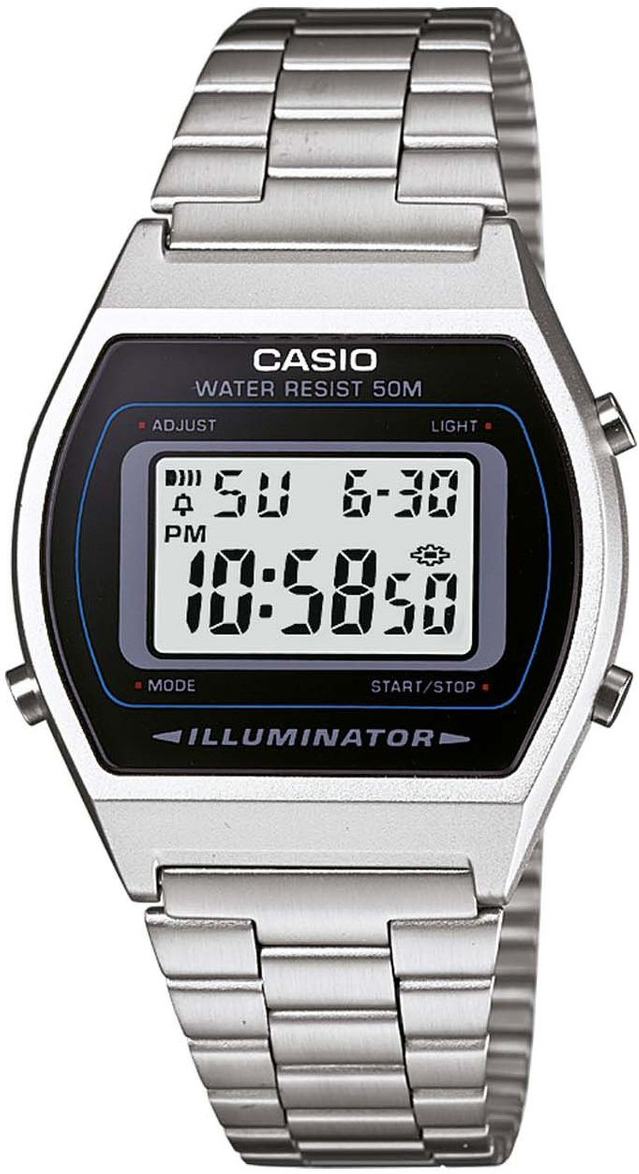 CASIO
WATER RESIST 50M
ADJUST LIGHT
SU 6-30
PM
10:58 50
MODE START/STOP
ILLUMINATOR